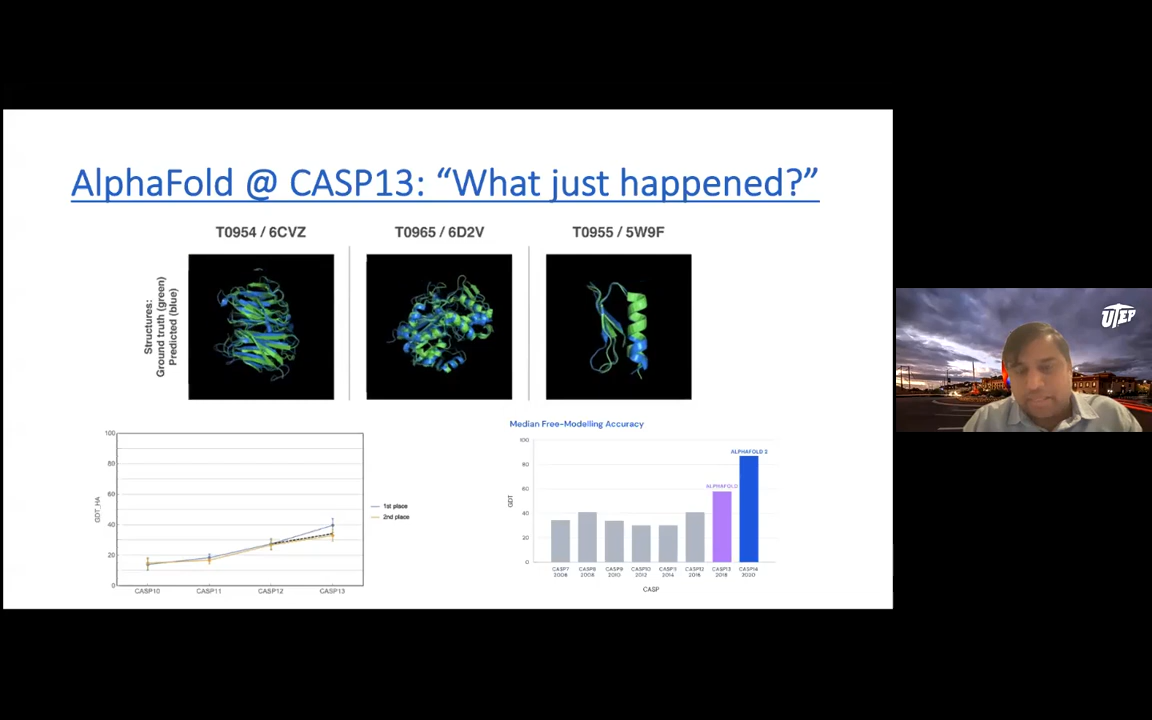 AlphaFold @ CASP13: “What just happened?”
T0954 / 6CVZ
T0965 / 6D2V
T0955 / 5W9F
Structures:
Ground truth (green)
Predicted (blue)
UTEP
Median Free-Modelling Accuracy
100
80
60
40
20
0
GDT_HA
CASP10
CASP11
CASP12
CASP13
1st place
2nd place
100
80
60
40
20
0
GDT
ALPHAFOLD
ALPHAFOLD 2
CASP7
2006
CASP8
2008
CASP9
2010
CASP10
2012
CASP11
2014
CASP12
2016
CASP13
2018
CASP14
2020
CASP